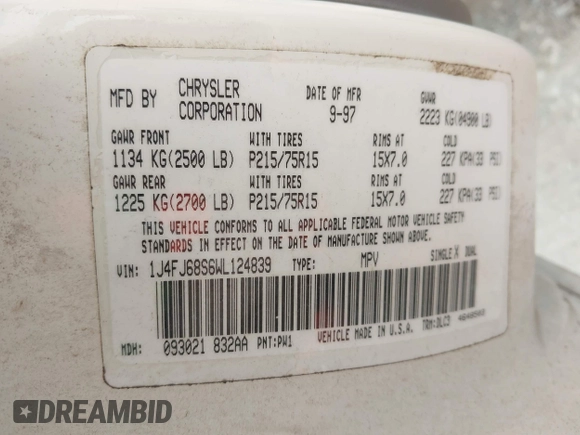 MFD BY CHRYSLER CORPORATION DATE OF MFR 9-97 GVWR 2223 KG(04900 LB)
GAWR FRONT WITH TIRES RIMS AT COLD
1134 KG(2500 LB) P215/75R15 15X7.0 227 KPA(33 PSI)
GAWR REAR WITH TIRES RIMS AT COLD
1225 KG(2700 LB) P215/75R15 15X7.0 227 KPA(33 PSI)
THIS VEHICLE CONFORMS TO ALL APPLICABLE FEDERAL MOTOR VEHICLE SAFETY
STANDARDS IN EFFECT ON THE DATE OF MANUFACTURE SHOWN ABOVE.
VIN: 1J4FJ68S6WL124839 TYPE: MPV SINGLE X DUAL
MDH: 093021 832AA PNT:PW1 VEHICLE MADE IN U.S.A. TRM:DLC3
DREAMBID